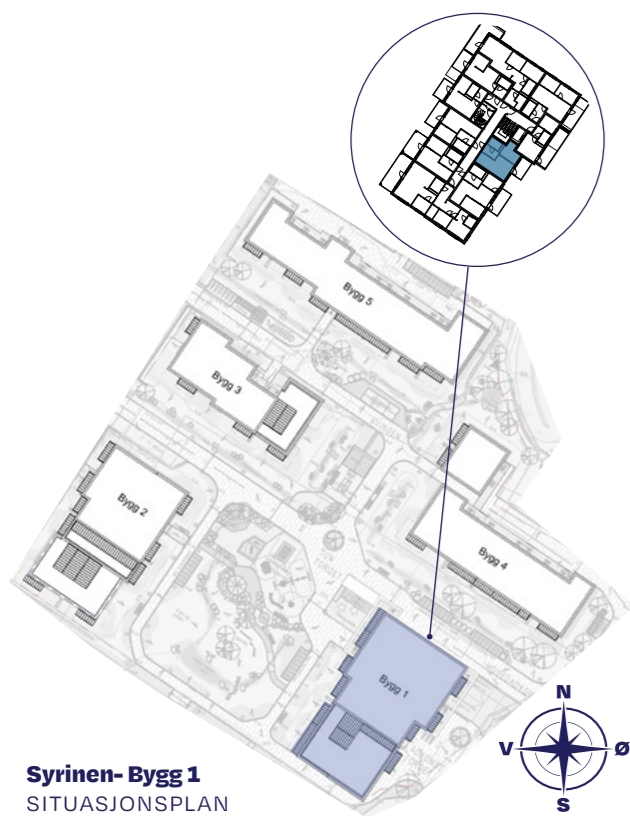 Bygg 5
Bygg 3
Bygg 2
Bygg 4
Bygg 1
N
V
Ø
S
Syrinen- Bygg 1
SITUASJONSPLAN